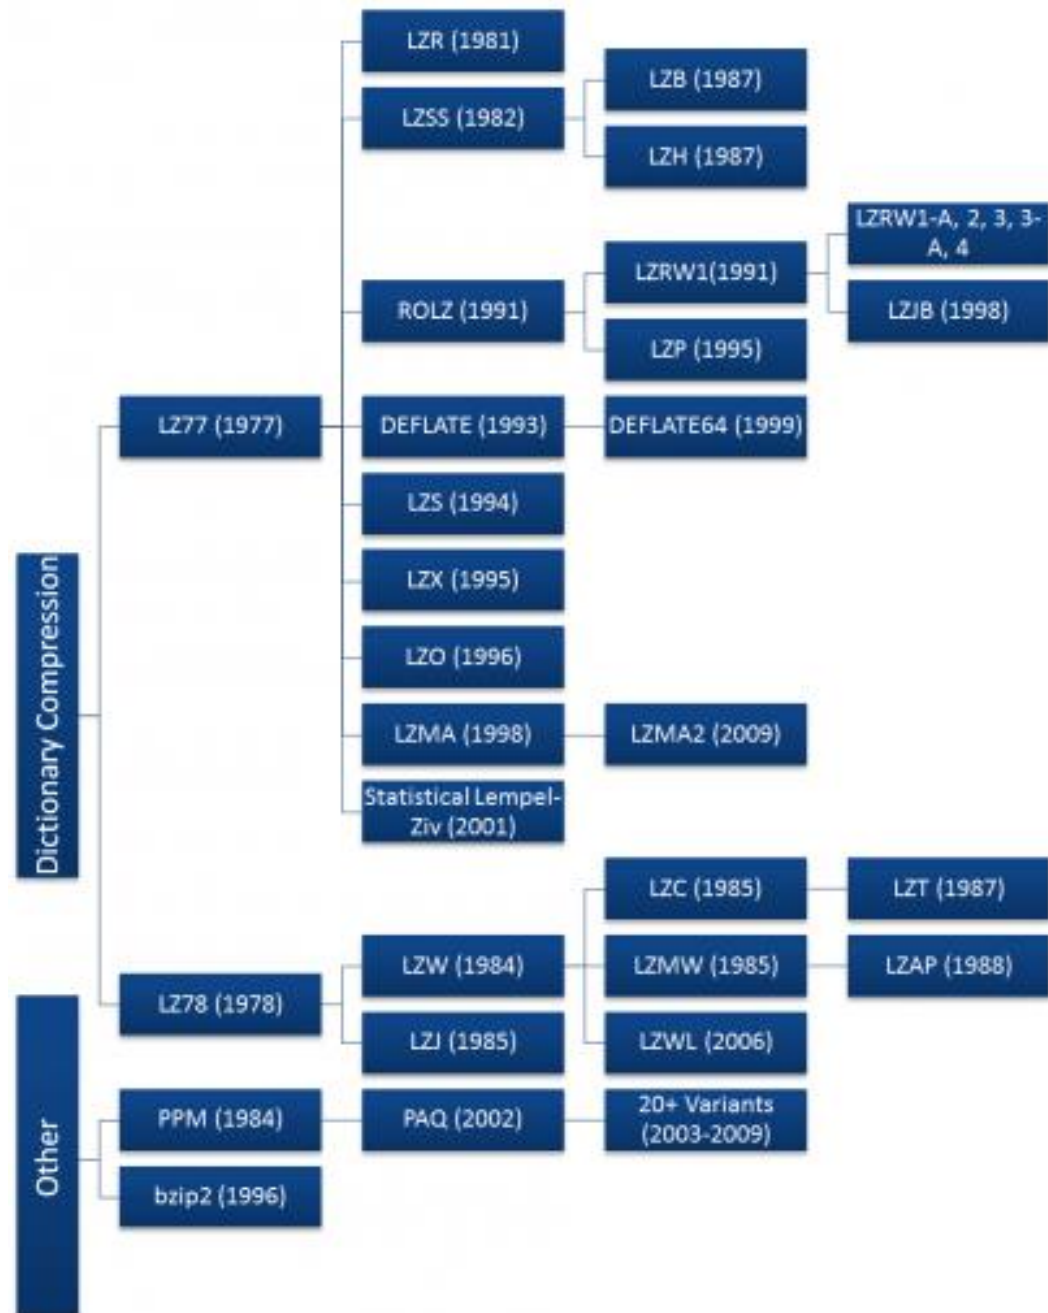 LZR (1981)
LZB (1987)
LZSS (1982)
LZH (1987)
LZRW1-A, 2, 3, 3-
A, 4
LZRW1(1991)
LZJB (1998)
ROLZ (1991)
LZP (1995)
LZ77 (1977)
DEFLATE (1993)
DEFLATE64 (1999)
LZS (1994)
LZX (1995)
LZO (1996)
Dictionary Compression
LZMA (1998)
LZMA2 (2009)
Statistical Lempel-
Ziv (2001)
LZC (1985)
LZT (1987)
LZW (1984)
LZMW (1985)
LZAP (1988)
LZ78 (1978)
LZJ (1985)
LZWL (2006)
Other
PPM (1984)
PAQ (2002)
20+ Variants
(2003-2009)
bzip2 (1996)